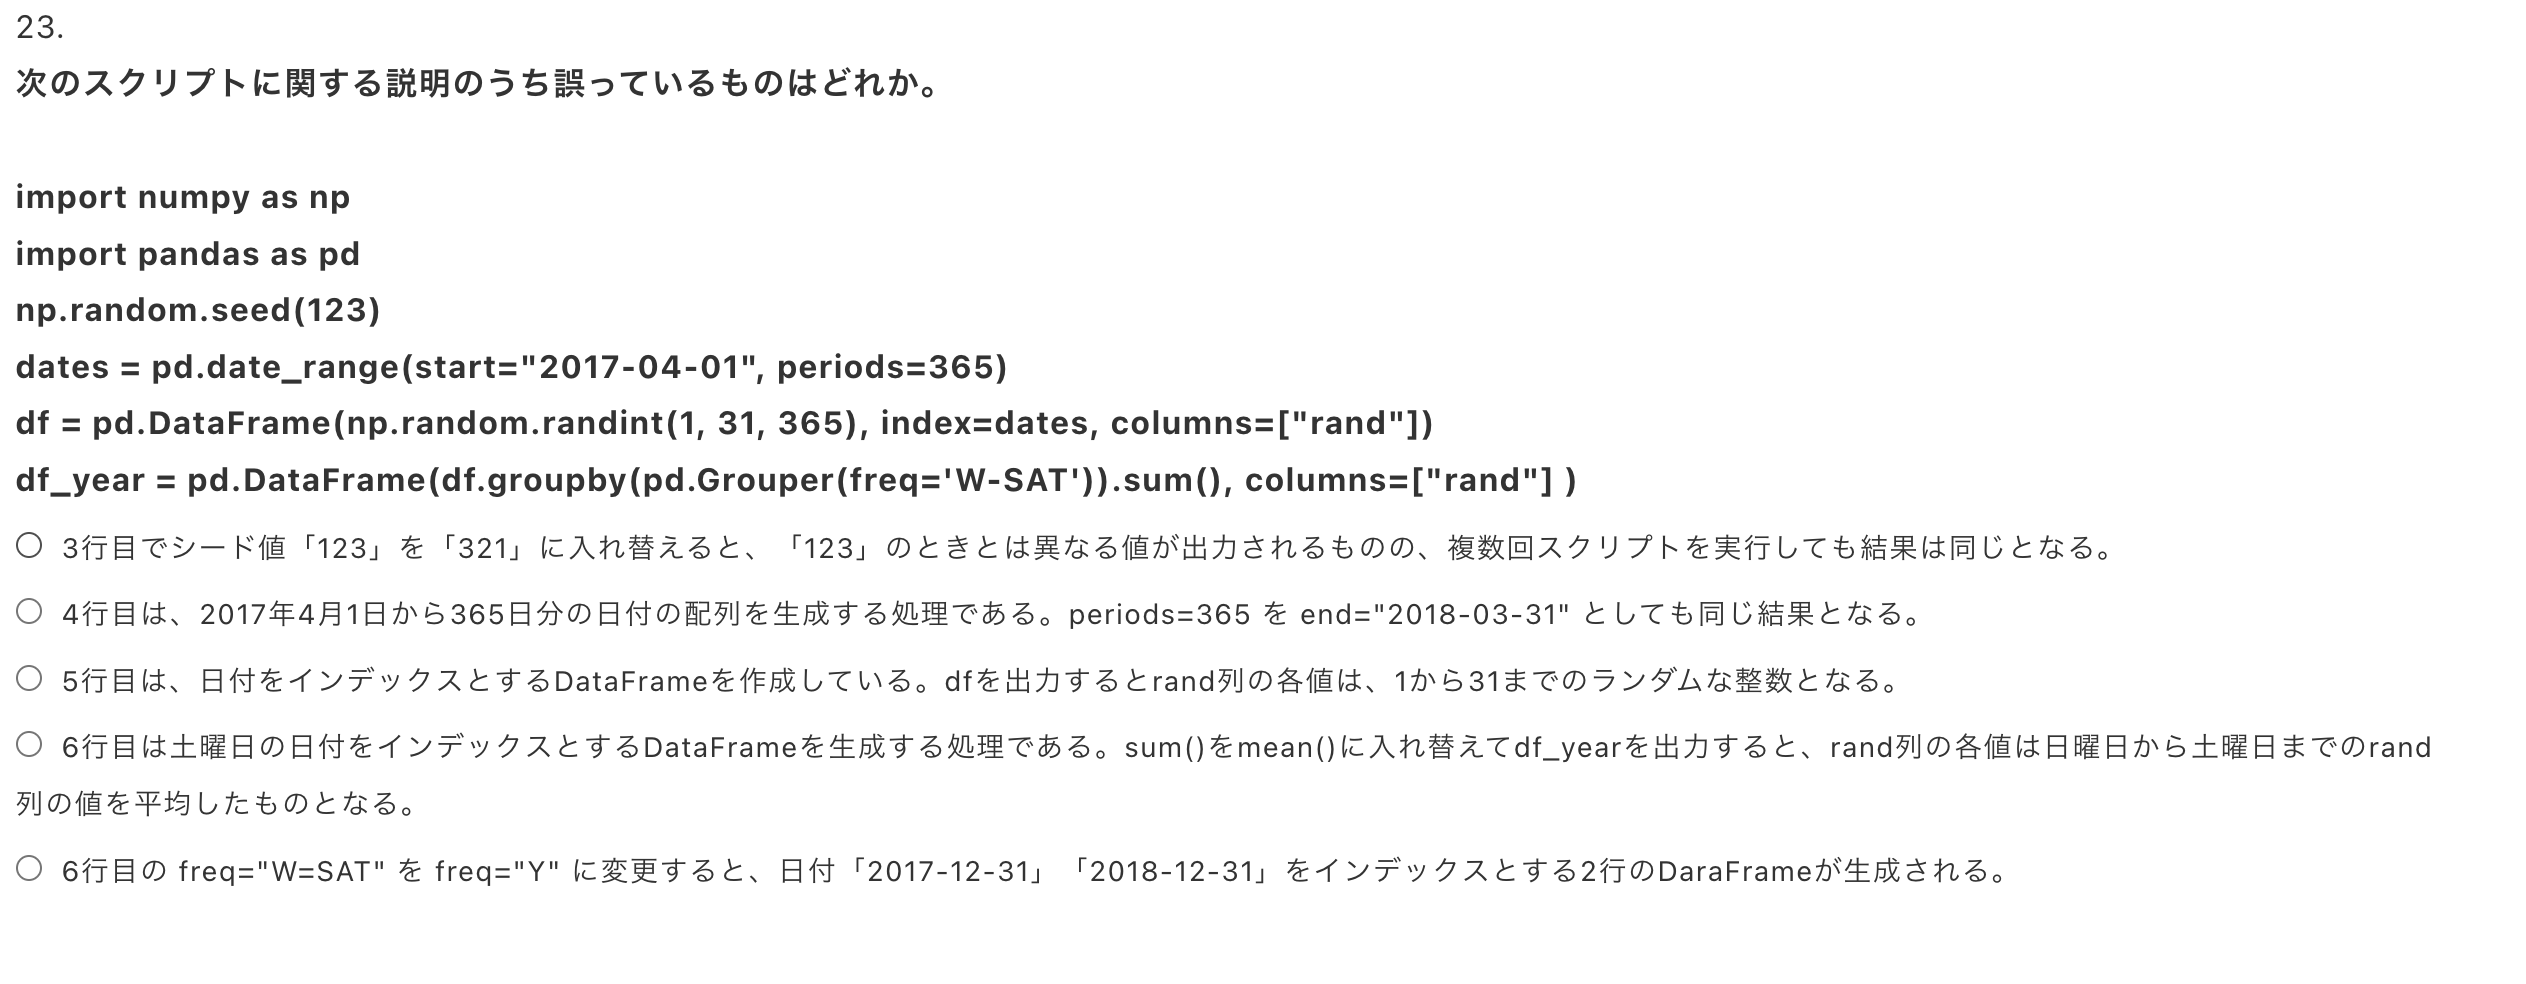 23.
次のスクリプトに関する説明のうち誤っているものはどれか。
import numpy as np
import pandas as pd
np.random.seed(123)
dates = pd.date_range(start="2017-04-01", periods=365)
df = pd.DataFrame(np.random.randint(1, 31, 365), index=dates, columns=["rand"])
df_year = pd.DataFrame(df.groupby(pd.Grouper(freq='W-SAT')).sum(), columns=["rand"] )
3行目でシード値「123」を「321」に入れ替えると、「123」のときとは異なる値が出力されるものの、複数回スクリプトを実行しても結果は同じとなる。
4行目は、2017年4月1日から365日分の日付の配列を生成する処理である。periods=365 を end="2018-03-31" としても同じ結果となる。
5行目は、日付をインデックスとするDataFrameを作成している。dfを出力するとrand列の各値は、1から31までのランダムな整数となる。
6行目は土曜日の日付をインデックスとするDataFrameを生成する処理である。sum()をmean()に入れ替えてdf_yearを出力すると、rand列の各値は日曜日から土曜日までのrand
列の値を平均したものとなる。
6行目の freq="W=SAT" を freq="Y" に変更すると、日付「2017-12-31」「2018-12-31」をインデックスとする2行のDaraFrameが生成される。